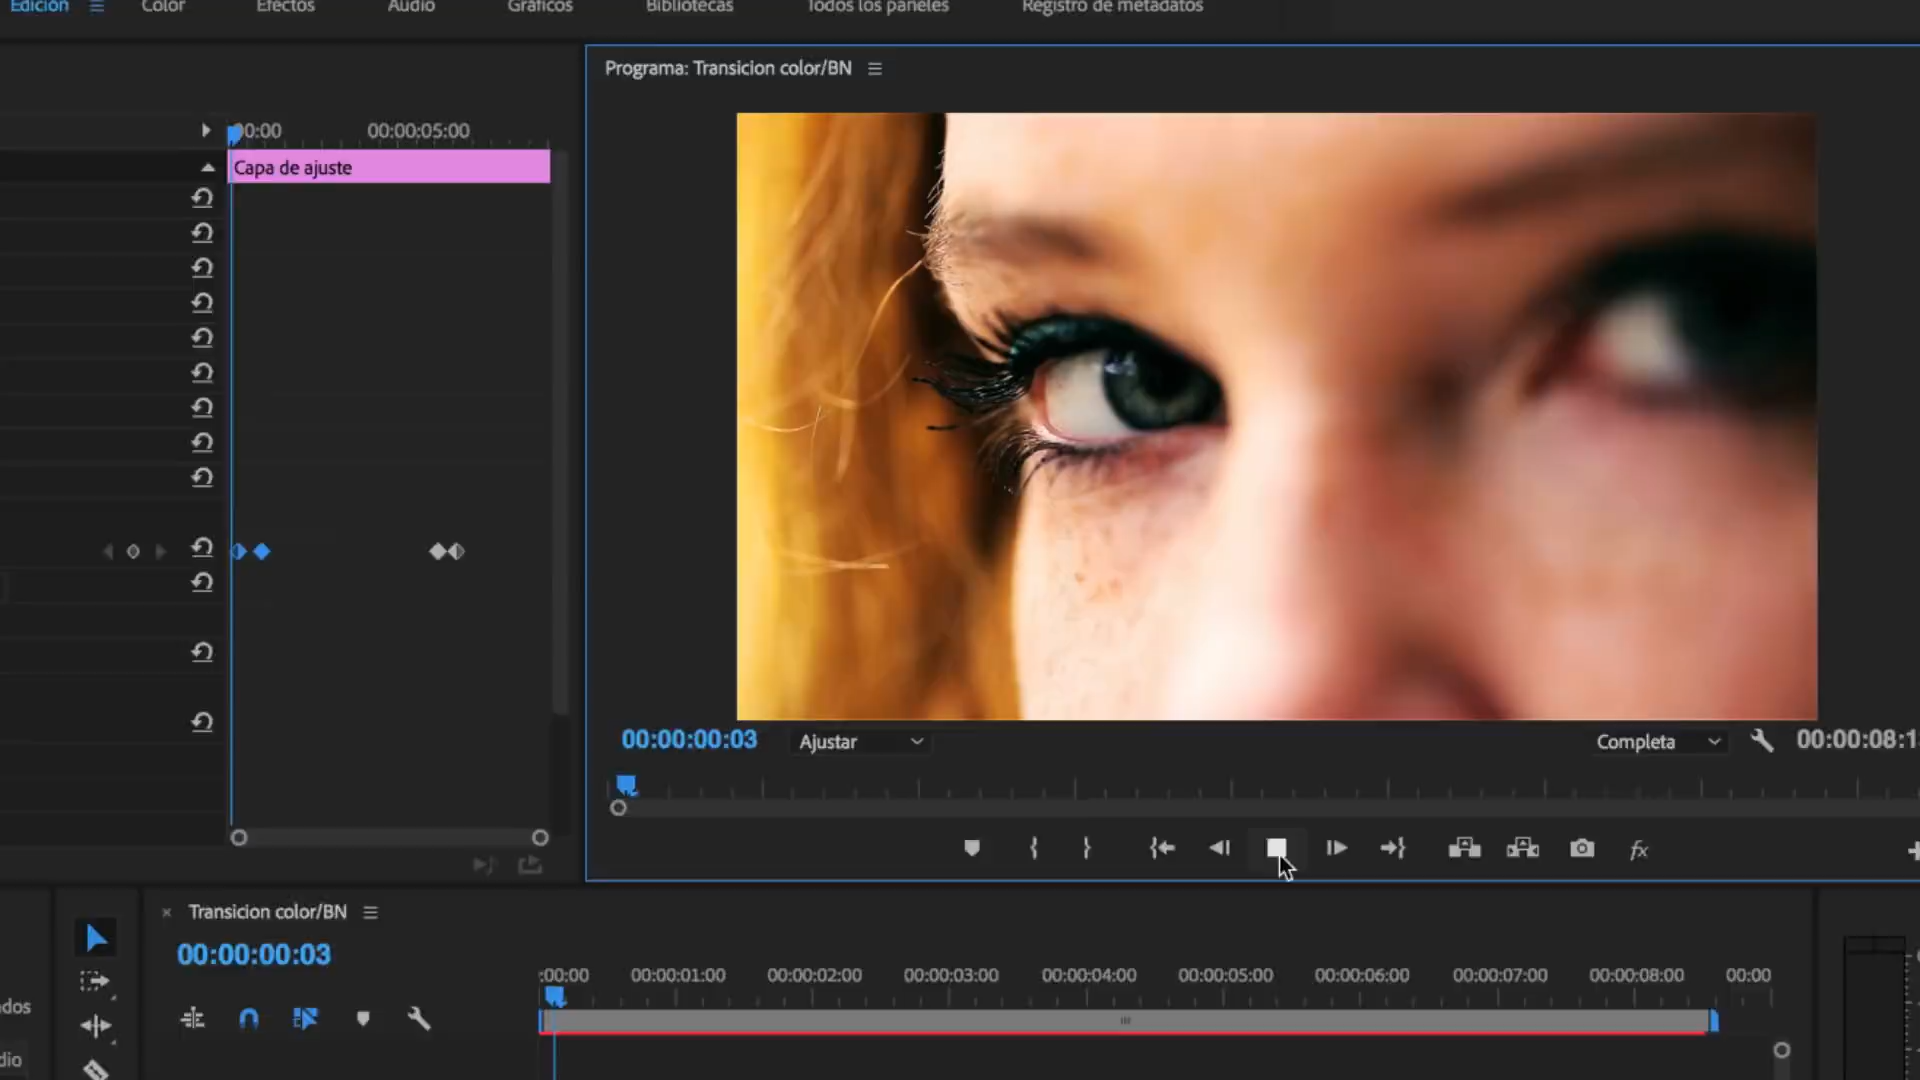 Edición Color Efectos Audio Gráficos Bibliotecas Todos los paneles Registro de metadatos
Programa: Transicion color/BN
00:00 00:00:05:00
Capa de ajuste
00:00:00:03 Ajustar Completa 00:00:08:1
fx
Transicion color/BN
00:00:00:03
:00:00 00:00:01:00 00:00:02:00 00:00:03:00 00:00:04:00 00:00:05:00 00:00:06:00 00:00:07:00 00:00:08:00 00:00
dos
dio